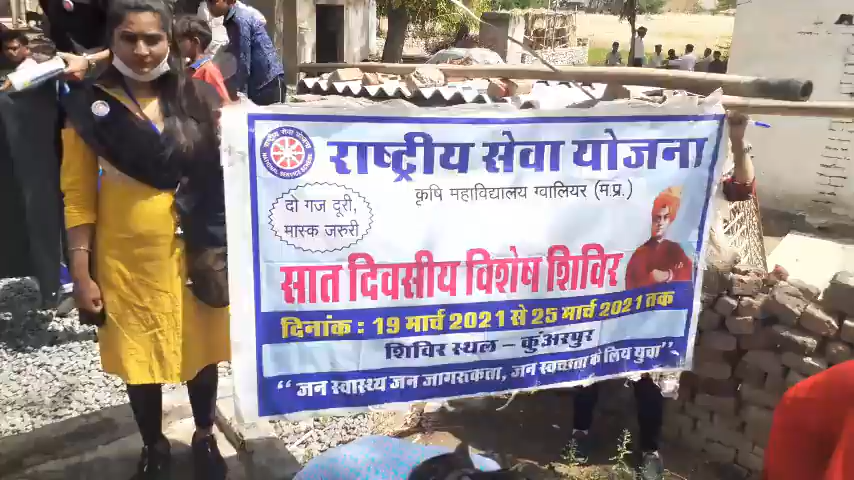 राष्ट्रीय सेवा योजना
कृषि महाविद्यालय ग्वालियर (म.प्र.)
दो गज दूरी,
मास्क जरुरी.
सात दिवसीय विशेष शिविर
दिनांक : 19 मार्च 2021 से 25 मार्च 2021 तक
शिविर स्थल – कुँअरपुर
“ जन स्वास्थ्य जन जागरुकता, जन स्वच्छता के लिय युवा”